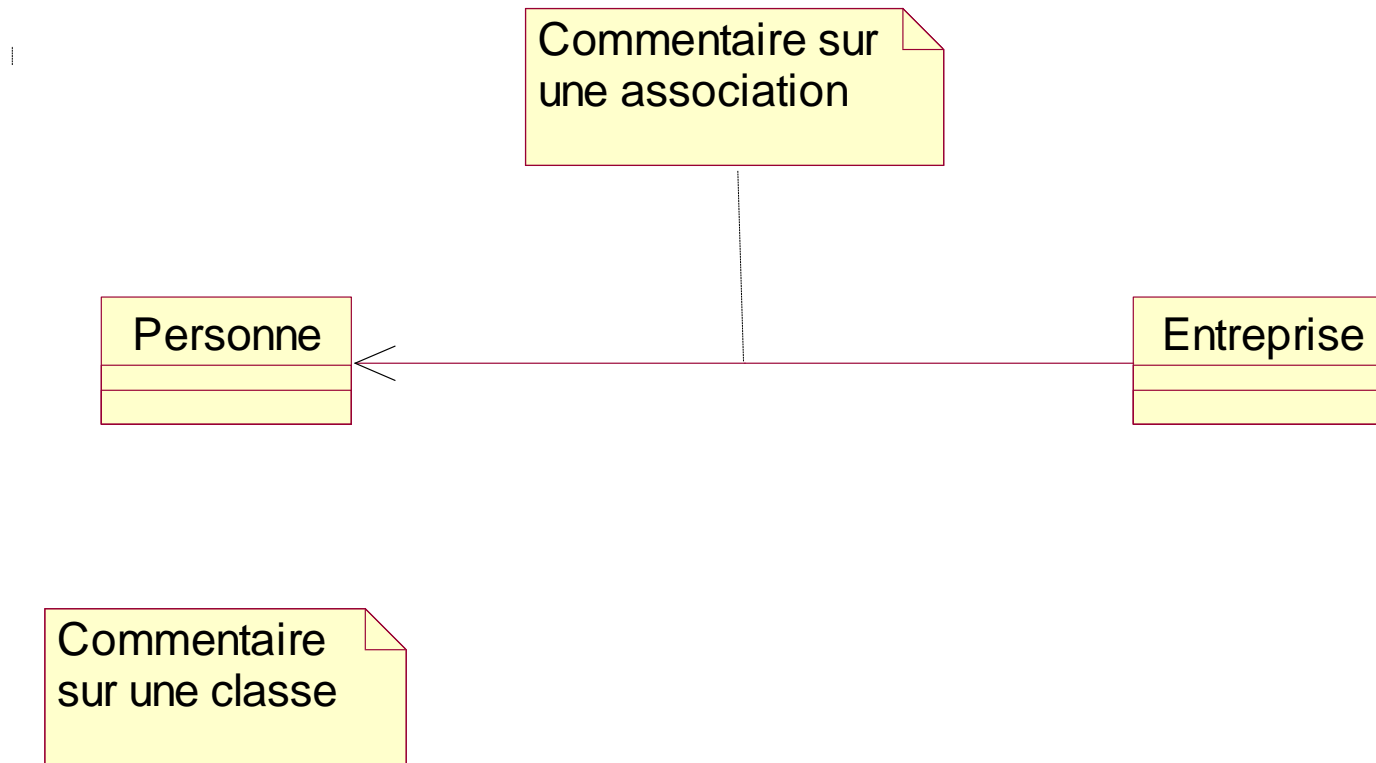 Commentaire sur
une association
Personne
Entreprise
Commentaire
sur une classe